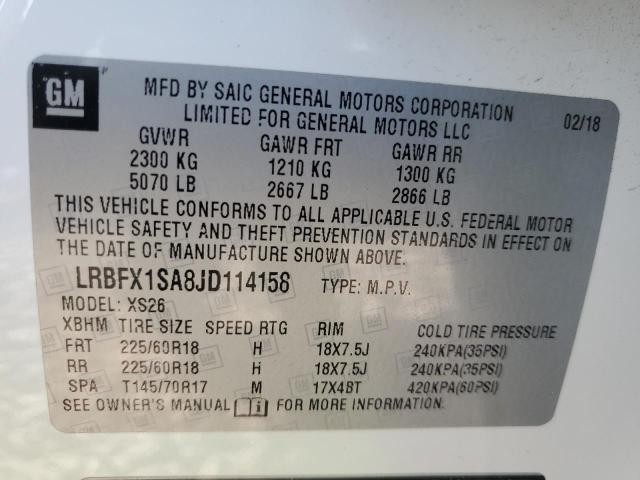 GM
MFD BY SAIC GENERAL MOTORS CORPORATION
LIMITED FOR GENERAL MOTORS LLC
02/18
GVWR GAWR FRT GAWR RR
2300 KG 1210 KG 1300 KG
5070 LB 2667 LB 2866 LB
THIS VEHICLE CONFORMS TO ALL APPLICABLE U.S. FEDERAL MOTOR
VEHICLE SAFETY AND THEFT PREVENTION STANDARDS IN EFFECT ON
THE DATE OF MANUFACTURE SHOWN ABOVE.
LRBFX1SA8JD114158 TYPE: M.P.V.
MODEL: XS26
XBHM TIRE SIZE SPEED RTG RIM COLD TIRE PRESSURE
FRT 225/60R18 H 18X7.5J 240KPA(35PSI)
RR 225/60R18 H 18X7.5J 240KPA(35PSI)
SPA T145/70R17 M 17X4BT 420KPA(60PSI)
SEE OWNER'S MANUAL i FOR MORE INFORMATION.